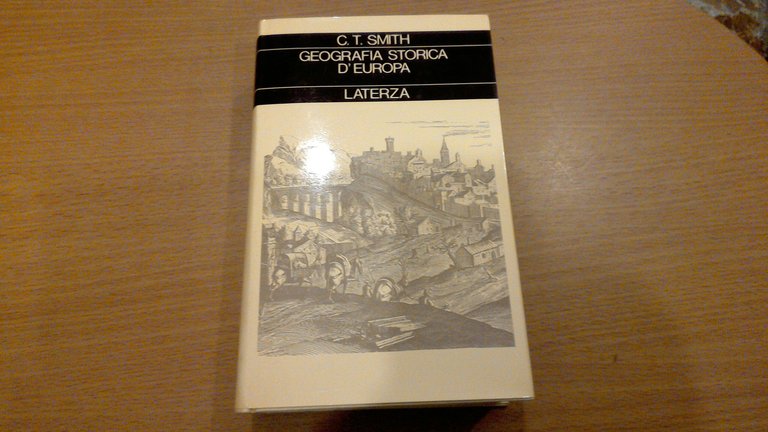 C. T. SMITH
GEOGRAFIA STORICA
D'EUROPA
LATERZA